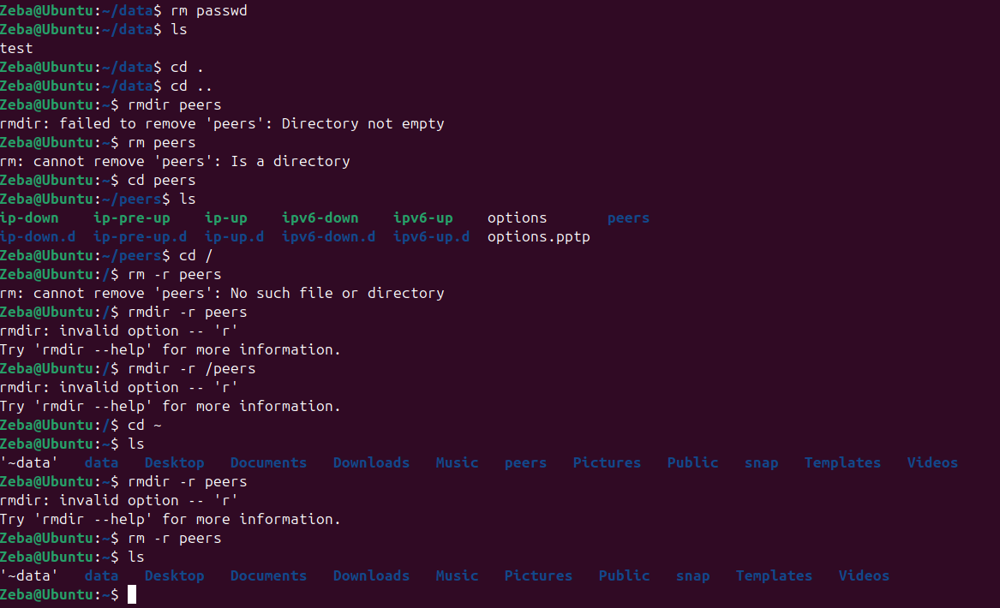 Zeba@Ubuntu:~/data$ rm passwd
Zeba@Ubuntu:~/data$ ls
test
Zeba@Ubuntu:~/data$ cd .
Zeba@Ubuntu:~/data$ cd ..
Zeba@Ubuntu:~$ rmdir peers
rmdir: failed to remove 'peers': Directory not empty
Zeba@Ubuntu:~$ rm peers
rm: cannot remove 'peers': Is a directory
Zeba@Ubuntu:~$ cd peers
Zeba@Ubuntu:~/peers$ ls
ip-down    ip-pre-up    ip-up    ipv6-down    ipv6-up    options       peers
ip-down.d  ip-pre-up.d  ip-up.d  ipv6-down.d  ipv6-up.d  options.pptp
Zeba@Ubuntu:~/peers$ cd /
Zeba@Ubuntu:/$ rm -r peers
rm: cannot remove 'peers': No such file or directory
Zeba@Ubuntu:/$ rmdir -r peers
rmdir: invalid option -- 'r'
Try 'rmdir --help' for more information.
Zeba@Ubuntu:/$ rmdir -r /peers
rmdir: invalid option -- 'r'
Try 'rmdir --help' for more information.
Zeba@Ubuntu:/$ cd ~
Zeba@Ubuntu:~$ ls
'~data'   data   Desktop   Documents   Downloads   Music   peers   Pictures   Public   snap   Templates   Videos
Zeba@Ubuntu:~$ rmdir -r peers
rmdir: invalid option -- 'r'
Try 'rmdir --help' for more information.
Zeba@Ubuntu:~$ rm -r peers
Zeba@Ubuntu:~$ ls
'~data'   data   Desktop   Documents   Downloads   Music   Pictures   Public   snap   Templates   Videos
Zeba@Ubuntu:~$